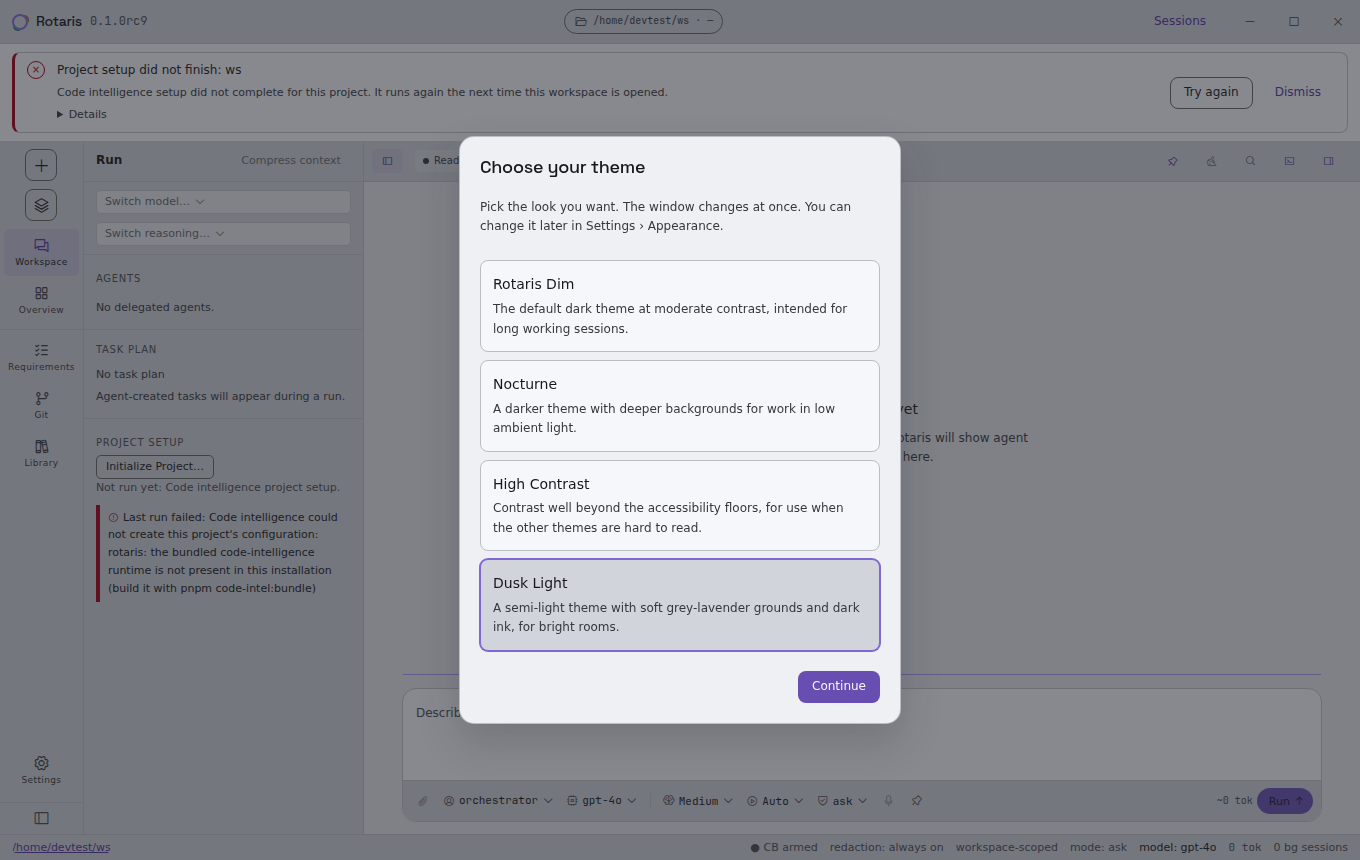 Rotaris 0.1.0rc9
/home/devtest/ws · —
Sessions
Project setup did not finish: ws
Code intelligence setup did not complete for this project. It runs again the next time this workspace is opened.
Details
Try again
Dismiss
Workspace
Overview
Requirements
Git
Library
Settings
Run
Compress context
Switch model…
Switch reasoning…
AGENTS
No delegated agents.
TASK PLAN
No task plan
Agent-created tasks will appear during a run.
PROJECT SETUP
Initialize Project…
Not run yet: Code intelligence project setup.
Last run failed: Code intelligence could
not create this project's configuration:
rotaris: the bundled code-intelligence
runtime is not present in this installation
(build it with pnpm code-intel:bundle)
Choose your theme
Pick the look you want. The window changes at once. You can
change it later in Settings › Appearance.
Rotaris Dim
The default dark theme at moderate contrast, intended for
long working sessions.
Nocturne
A darker theme with deeper backgrounds for work in low
ambient light.
High Contrast
Contrast well beyond the accessibility floors, for use when
the other themes are hard to read.
Dusk Light
A semi-light theme with soft grey-lavender grounds and dark
ink, for bright rooms.
Continue
will show agent
here.
orchestrator
gpt-4o
Medium
Auto
ask
~0 tok
Run ↑
/home/devtest/ws
CB armed
redaction: always on
workspace-scoped
mode: ask
model: gpt-4o
0 tok
0 bg sessions